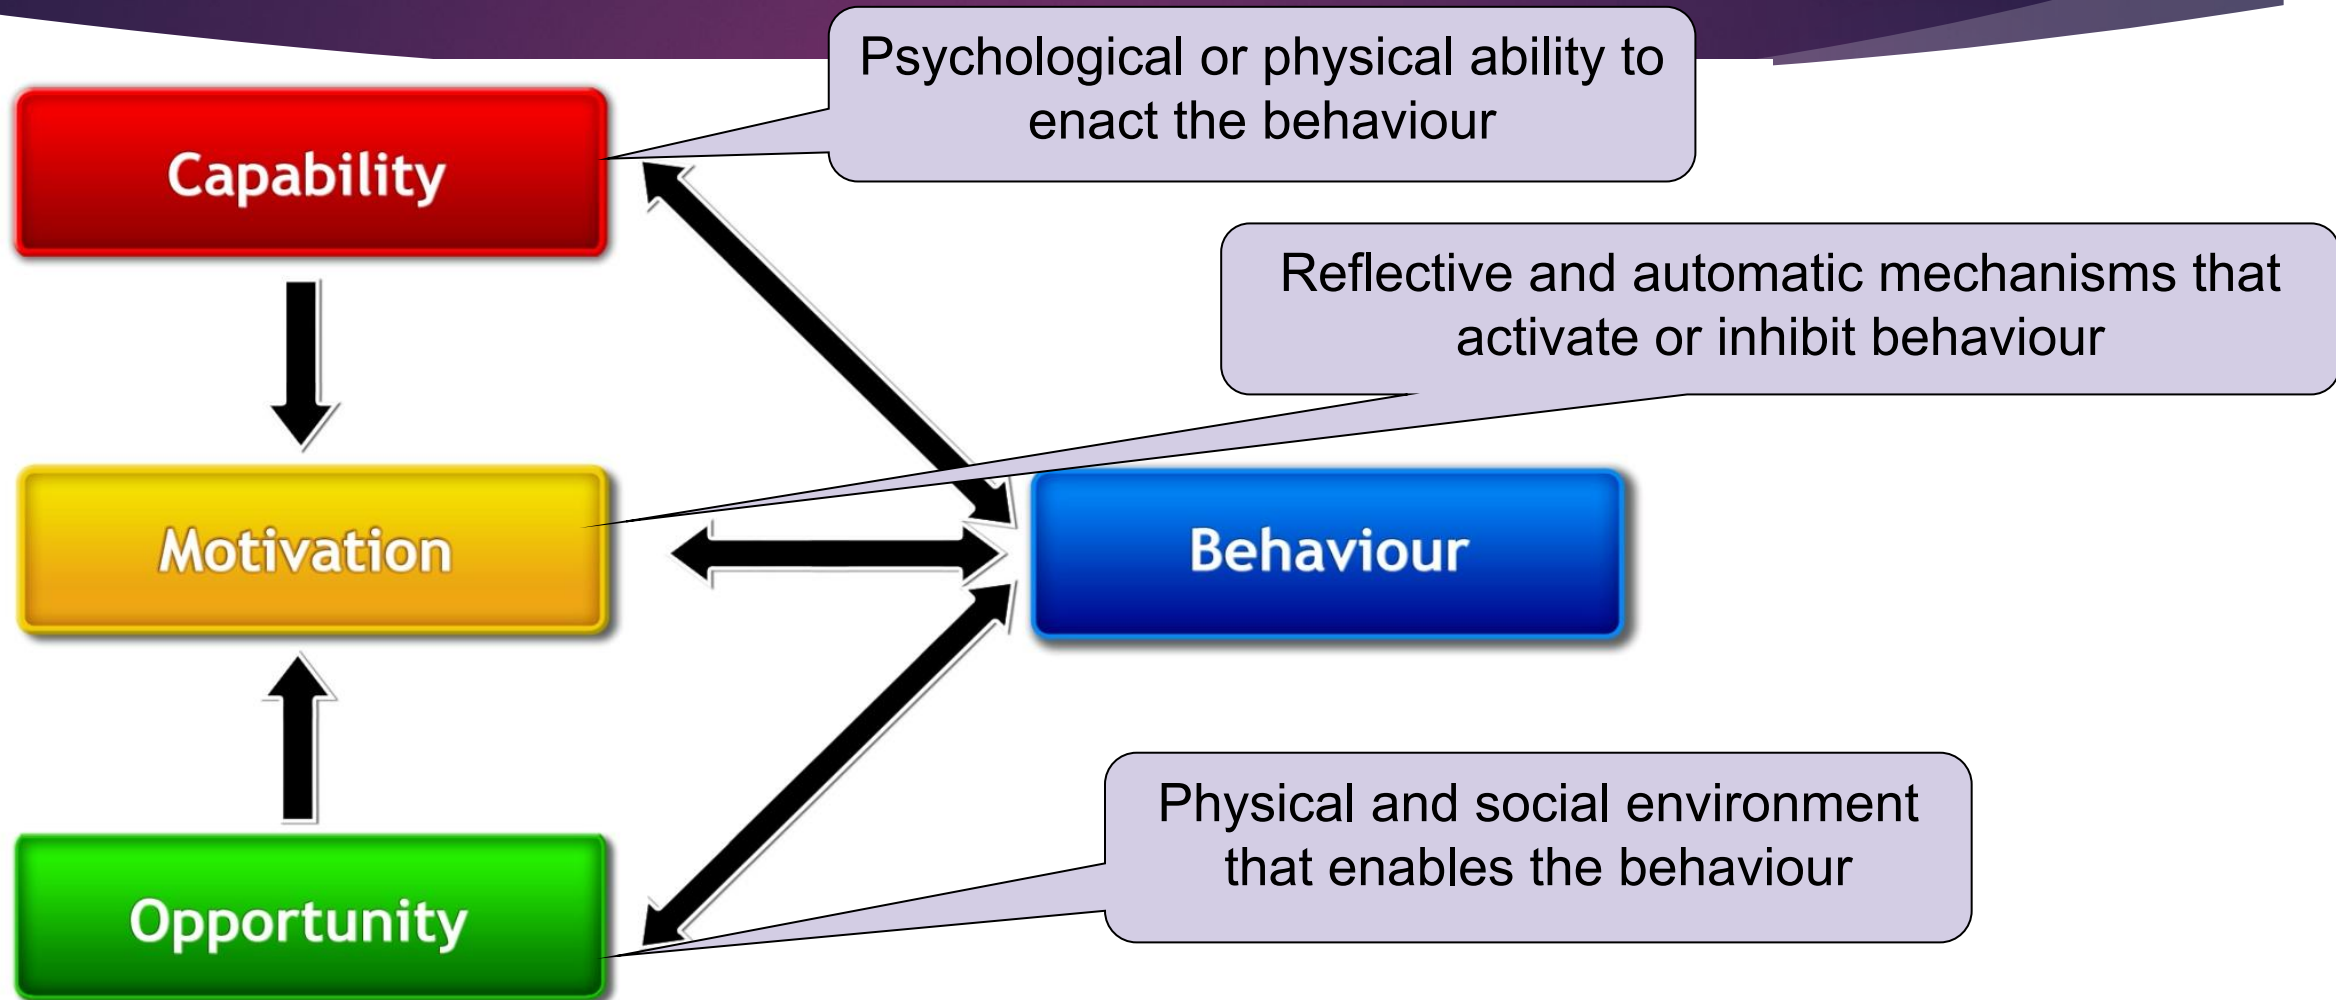 Psychological or physical ability to
enact the behaviour
Capability
Reflective and automatic mechanisms that
activate or inhibit behaviour
Motivation
Behaviour
Physical and social environment
that enables the behaviour
Opportunity